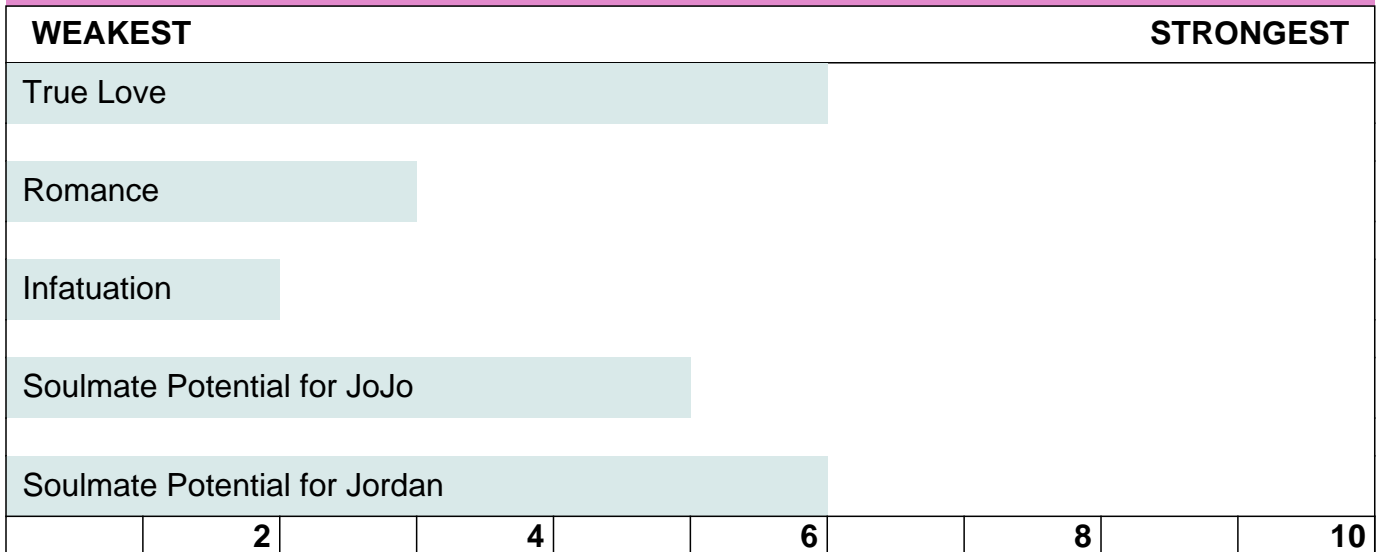 WEAKEST STRONGEST
True Love
Romance
Infatuation
Soulmate Potential for JoJo
Soulmate Potential for Jordan
2 4 6 8 10